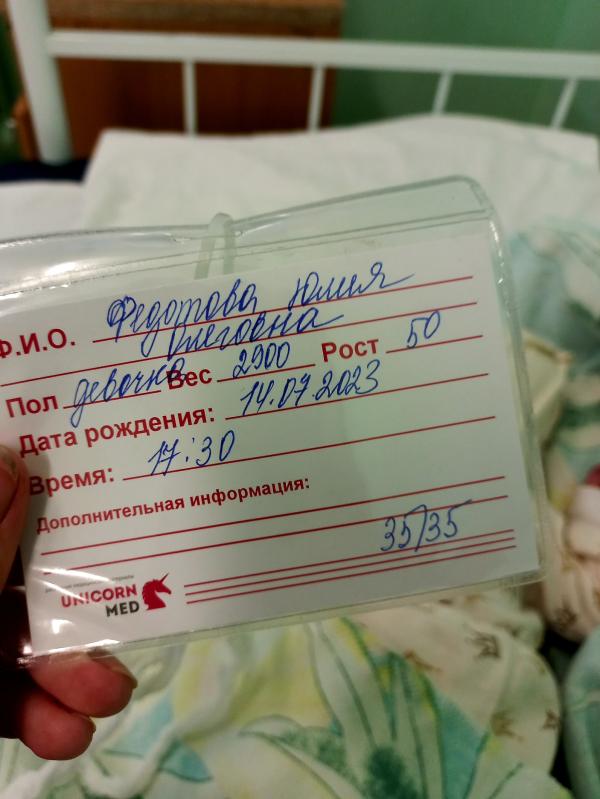 Ф.И.О. Федотова Юлия
Олеговна
Пол девочка Вес 2900 Рост 50
Дата рождения: 14.07.2023
Время: 17:30
Дополнительная информация:
35/35
UNICORN
MED